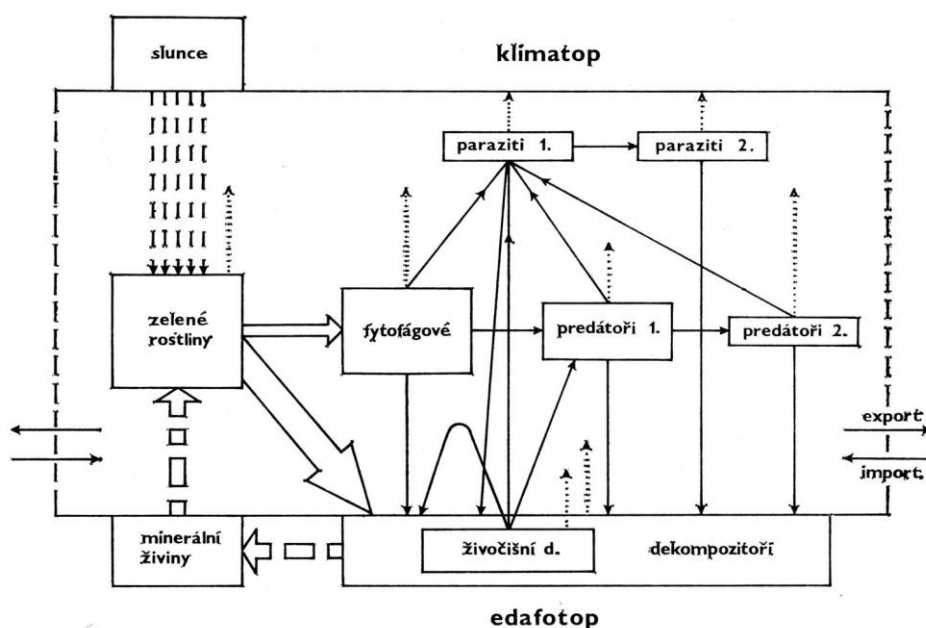 slunce
klimatop
paraziti 1.
paraziti 2.
zelené
rostliny
fytofágové
predátoři 1.
predátoři 2.
export
import.
minerální
živiny
živočišní d.
dekompozitoři
edafotop